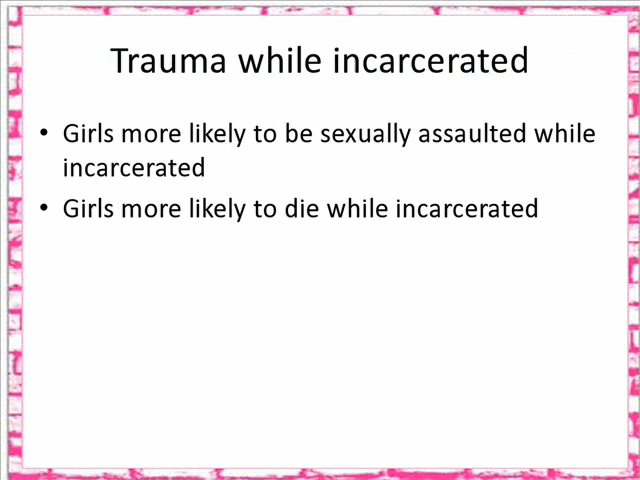 Trauma while incarcerated
• Girls more likely to be sexually assaulted while
incarcerated
• Girls more likely to die while incarcerated